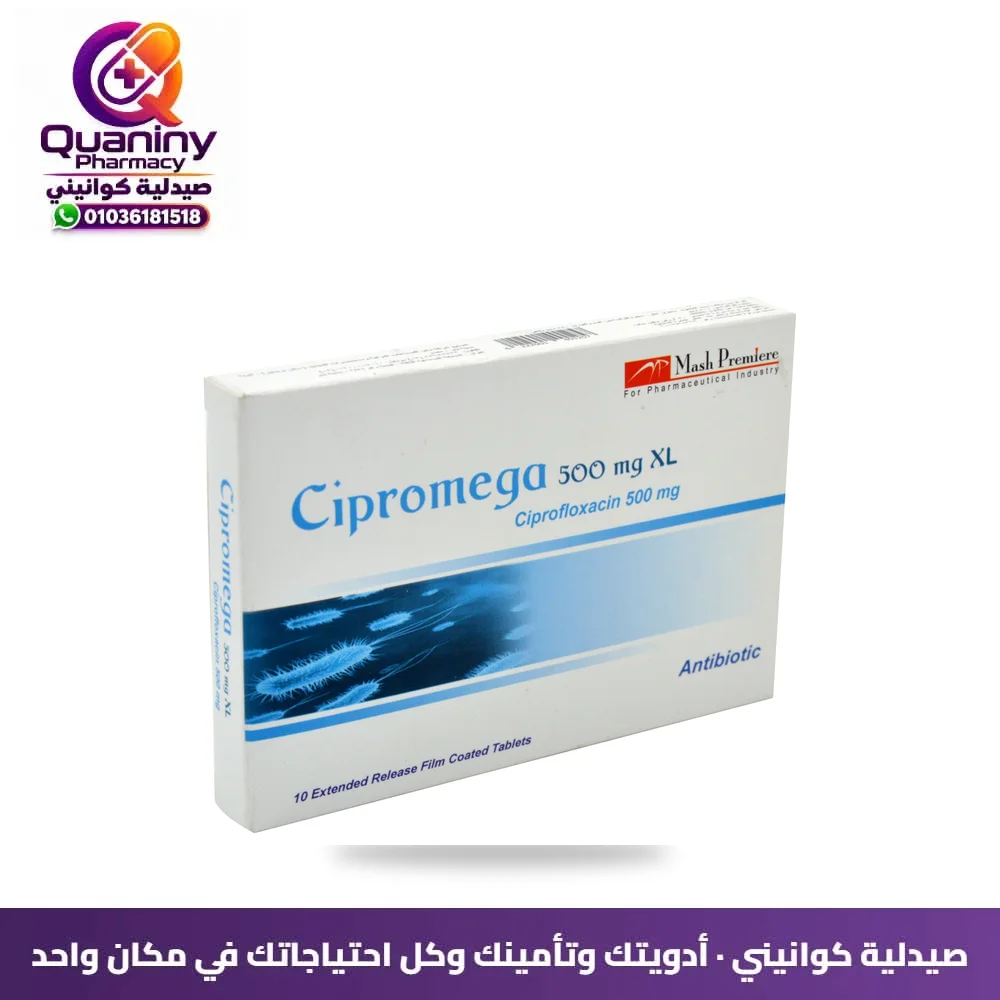 Quaniny
Pharmacy
صيدلية كوانيني
01036181518
Mash Premiere
For Pharmaceutical Industry
Cipromega 500 mg XL
Ciprofloxacin 500 mg
Antibiotic
10 Extended Release Film Coated Tablets
Cipromega 500 mg XL
Ciprofloxacin 500 mg
صيدلية كوانيني · أدويتك وتأمينك وكل احتياجاتك في مكان واحد